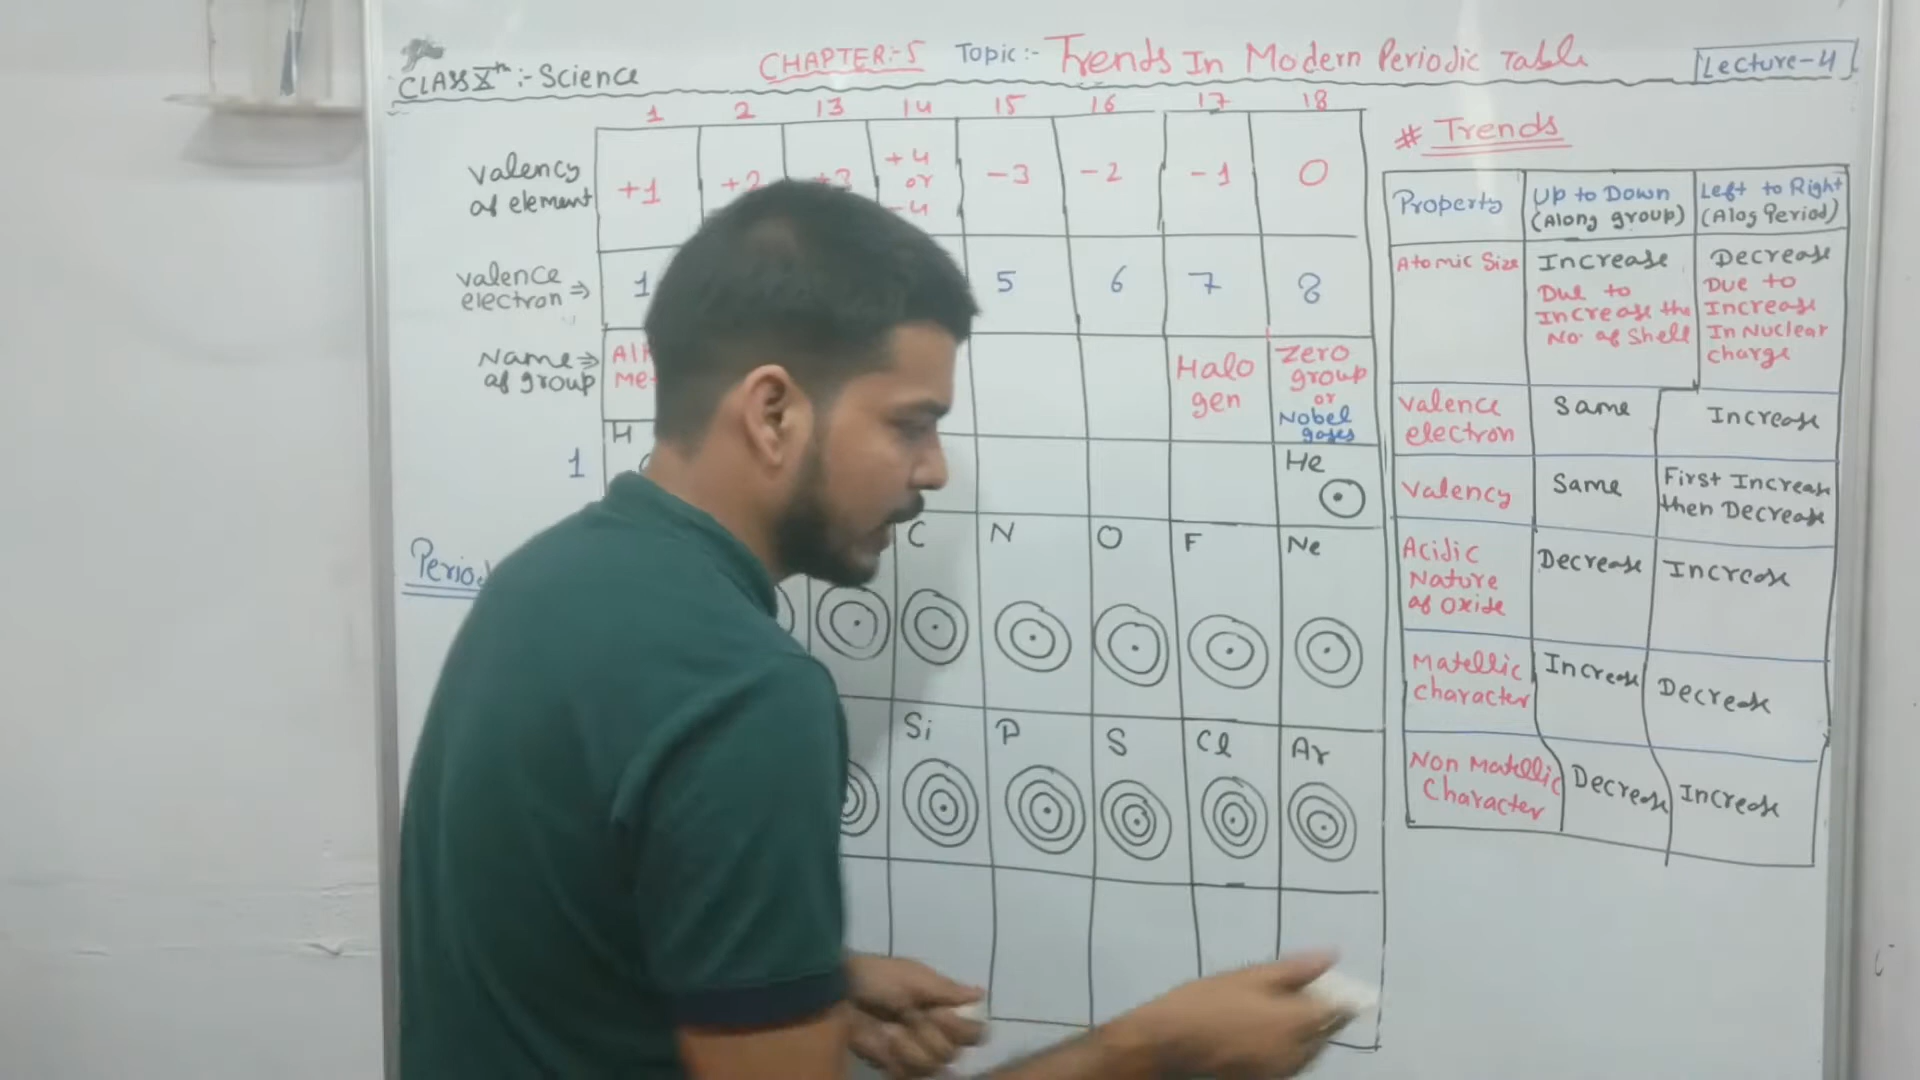 CLASS Xth:- Science
CHAPTER:-5 Topic:- Trends In Modern Periodic Table
Lecture-4
1 2 13 14 15 16 17 18
valency
of element
+1 +2 +3 +4
or
-4
-3 -2 -1 0
valence
electron ⇒
1 5 6 7 8
Name ⇒
of group
Halo
gen
Zero
group
or
Nobel
gases
1 H He
C N O F Ne
Si P S Cl Ar
# Trends
Property
Up to Down
(Along group)
Left to Right
(Alog Period)
Atomic Size
Increase
Due to
Increase the
No. of Shell
Decrease
Due to
Increase
In Nuclear
charge
Valence
electron
Same
Increase
Valency
Same
First Increase
then Decrease
Acidic
Nature
of Oxide
Decrease
Increase
Matellic
character
Increase
Decrease
Non Matellic
Character
Decrease
Increase